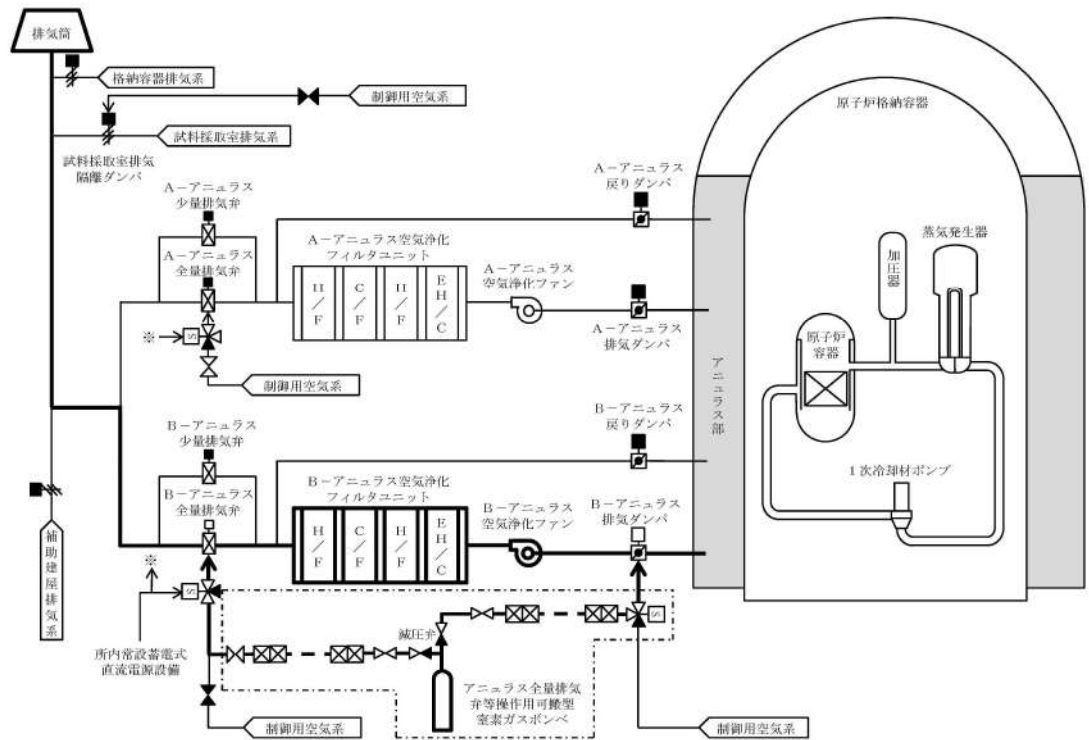 排気筒
格納容器排気系
制御用空気系
原子炉格納容器
試料採取室排気系
試料採取室排気
隔離ダンパ
A－アニュラス
戻りダンパ
A－アニュラス
少量排気弁
蒸気発生器
A－アニュラス空気浄化
フィルタユニット
加圧器
A－アニュラス
全量排気弁
A－アニュラス
空気浄化ファン
H/F
C/F
H/F
EH/C
原子炉
容器
※
S
A－アニュラス
排気ダンパ
制御用空気系
アニュラス部
B－アニュラス
戻りダンパ
B－アニュラス
少量排気弁
1次冷却材ポンプ
B－アニュラス空気浄化
フィルタユニット
B－アニュラス
全量排気弁
B－アニュラス
空気浄化ファン
B－アニュラス
排気ダンパ
H/F
C/F
H/F
EH/C
※
S
補助建屋排気系
S
減圧弁
所内常設蓄電式
直流電源設備
アニュラス全量排気
弁等操作用可搬型
窒素ガスボンベ
制御用空気系
制御用空気系